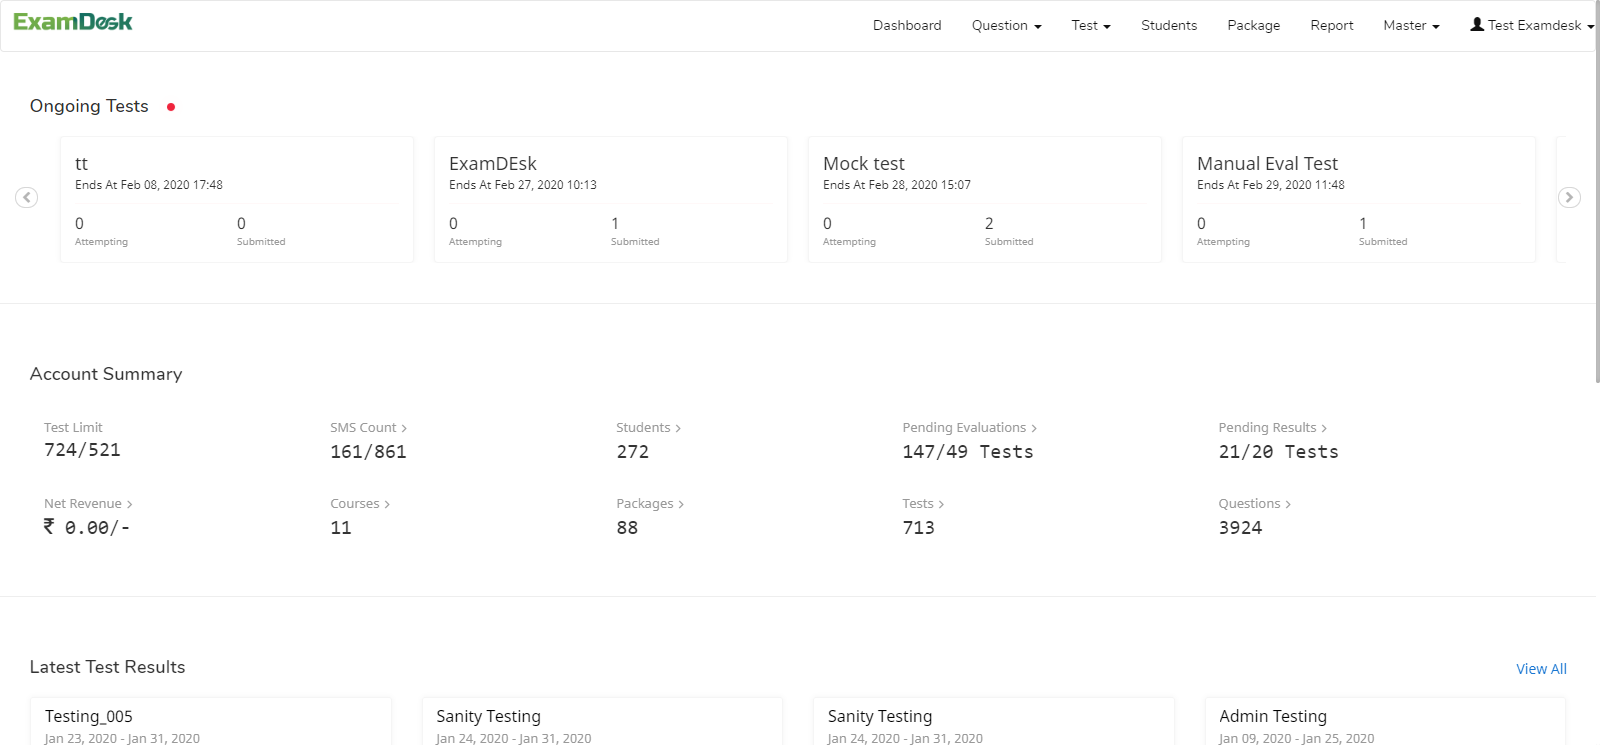 ExamDesk
Dashboard Question Test Students Package Report Master Test Examdesk
Ongoing Tests
tt
Ends At Feb 08, 2020 17:48
0 0
Attempting Submitted
ExamDEsk
Ends At Feb 27, 2020 10:13
0 1
Attempting Submitted
Mock test
Ends At Feb 28, 2020 15:07
0 2
Attempting Submitted
Manual Eval Test
Ends At Feb 29, 2020 11:48
0 1
Attempting Submitted
Account Summary
Test Limit
724/521
SMS Count >
161/861
Students >
272
Pending Evaluations >
147/49 Tests
Pending Results >
21/20 Tests
Net Revenue >
₹ 0.00/-
Courses >
11
Packages >
88
Tests >
713
Questions >
3924
Latest Test Results
View All
Testing_005
Jan 23, 2020 - Jan 31, 2020
Sanity Testing
Jan 24, 2020 - Jan 31, 2020
Sanity Testing
Jan 24, 2020 - Jan 31, 2020
Admin Testing
Jan 09, 2020 - Jan 25, 2020